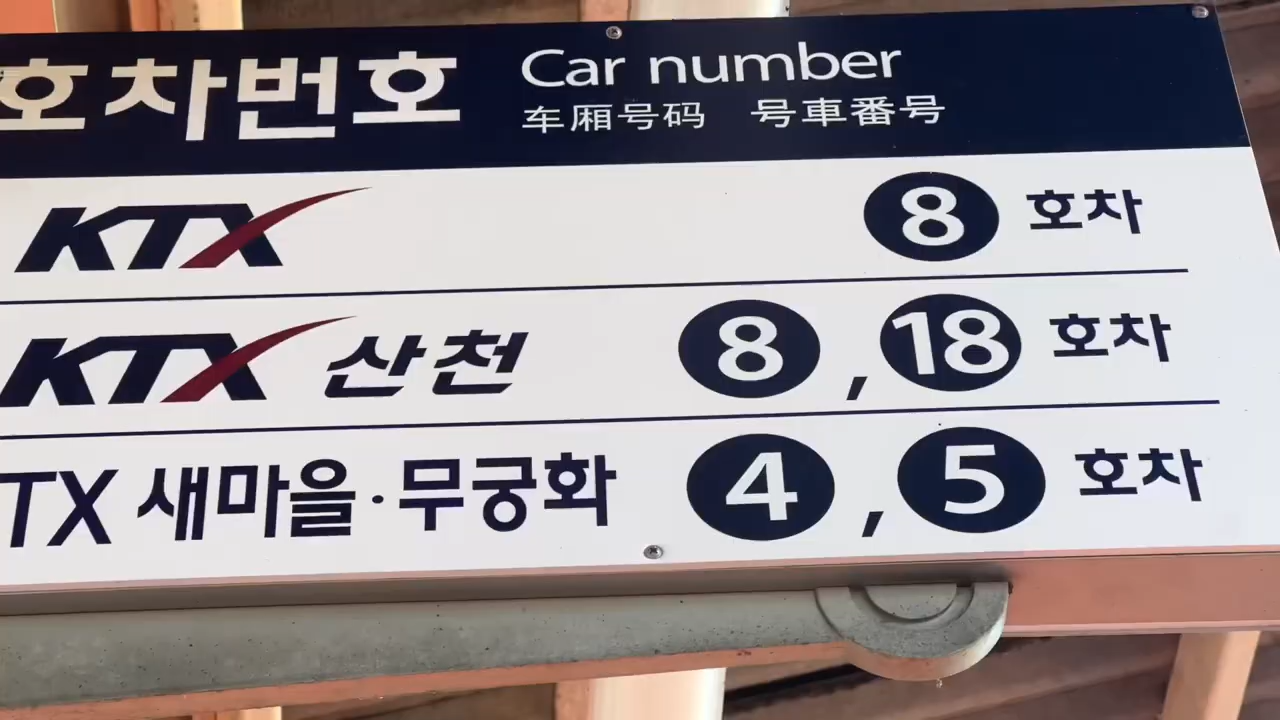 호차번호 Car number
车厢号码 号車番号
KTX 8 호차
KTX 산천 8 , 18 호차
TX 새마을·무궁화 4 , 5 호차